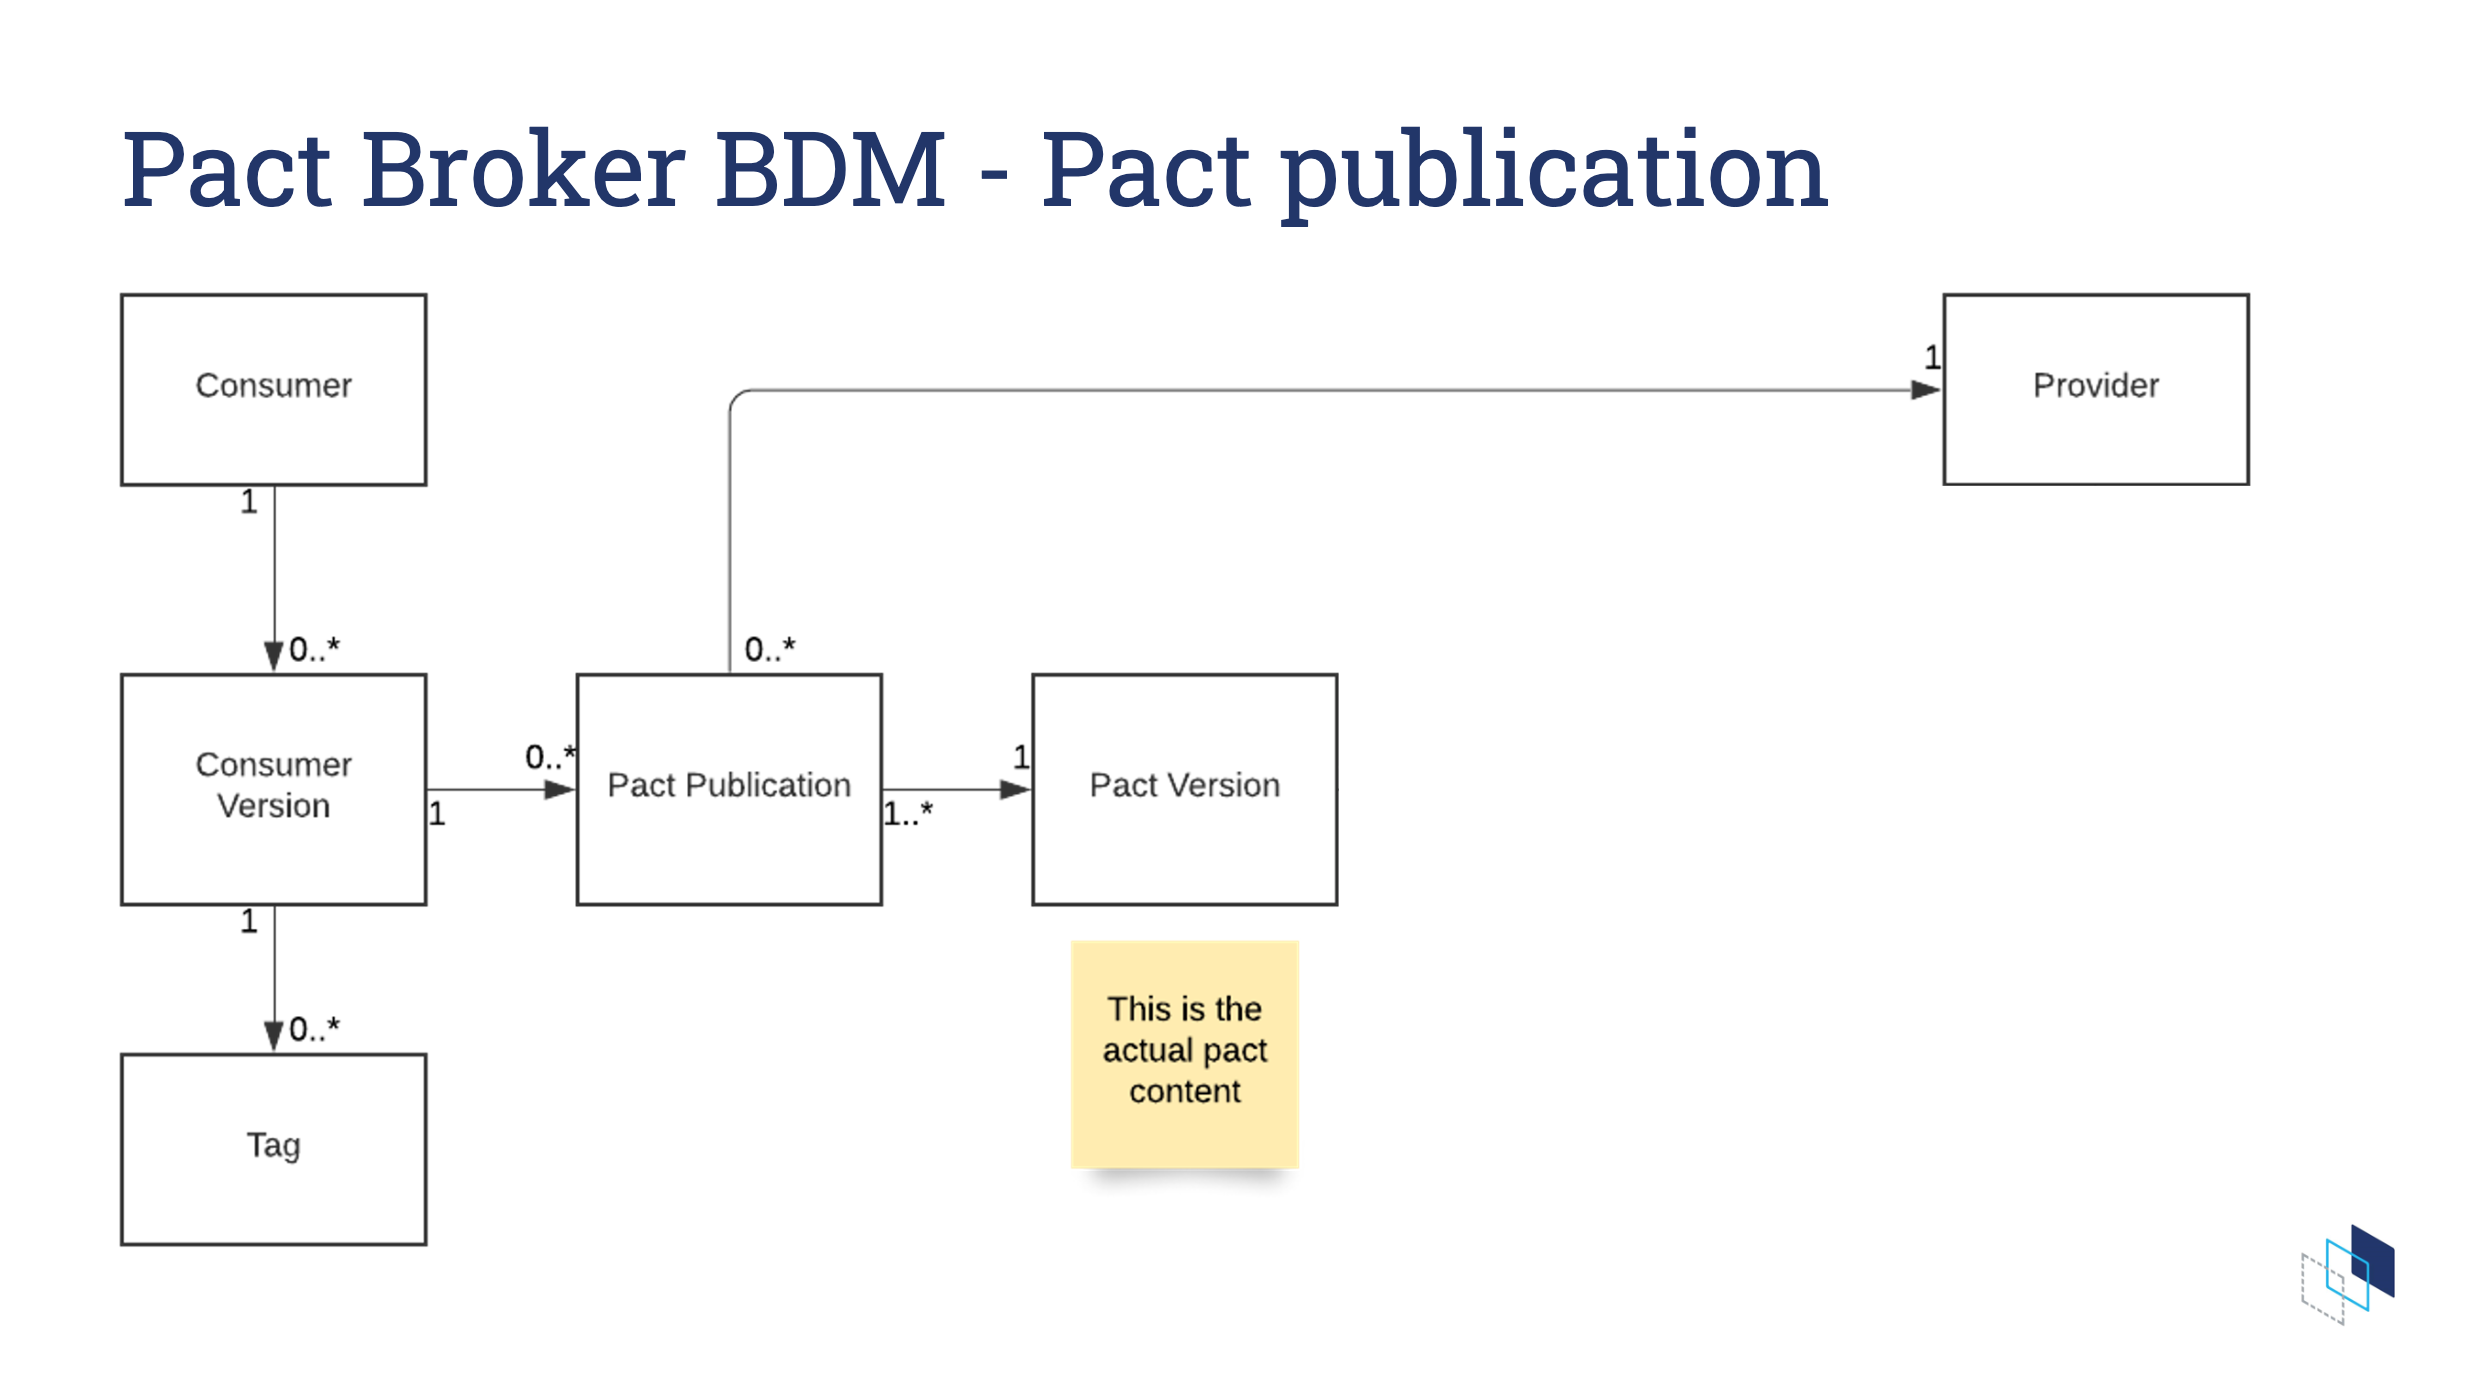 Pact Broker BDM - Pact publication
Consumer
1
Provider
1
0..*
0..*
Consumer
Version
0..*
1
Pact Publication
1
1..*
Pact Version
1
0..*
This is the
actual pact
content
Tag